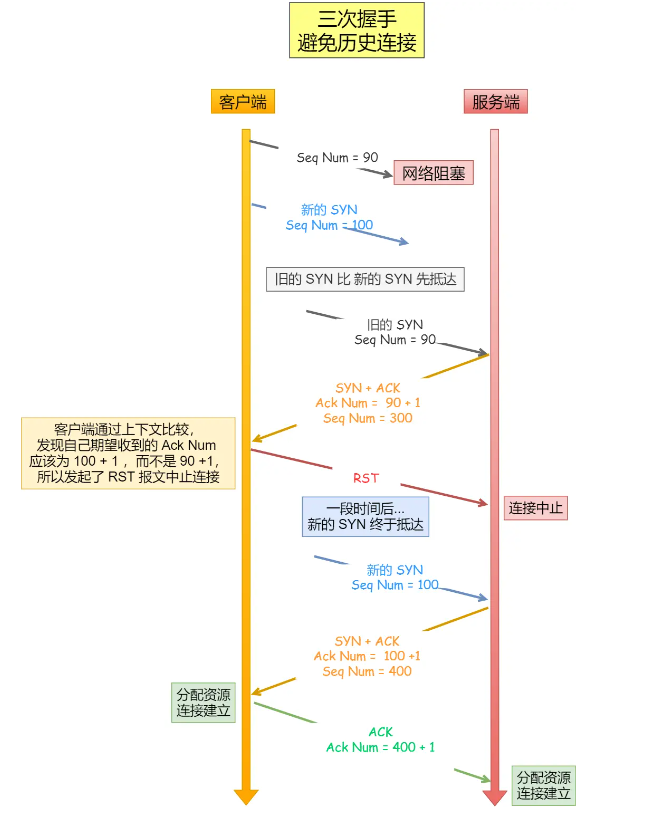 三次握手
避免历史连接
客户端
服务端
Seq Num = 90
网络阻塞
新的 SYN
Seq Num = 100
旧的 SYN 比 新的 SYN 先抵达
旧的 SYN
Seq Num = 90
SYN + ACK
Ack Num = 90 + 1
Seq Num = 300
客户端通过上下文比较，
发现自己期望收到的 Ack Num
应该为 100 + 1 ，而不是 90 +1，
所以发起了 RST 报文中止连接
RST
连接中止
一段时间后...
新的 SYN 终于抵达
新的 SYN
Seq Num = 100
SYN + ACK
Ack Num = 100 +1
Seq Num = 400
分配资源
连接建立
ACK
Ack Num = 400 + 1
分配资源
连接建立